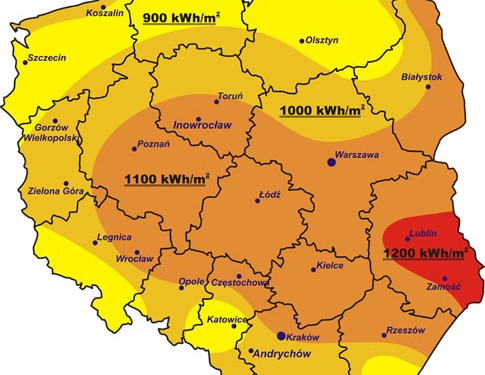 Koszalin
900 kWh/m²
Olsztyn
Szczecin
Białystok
Toruń
1000 kWh/m²
Gorzów
Wielkopolski
Inowrocław
Poznań
Warszawa
1100 kWh/m²
Zielona Góra
Łódź
Lublin
Legnica
Wrocław
1200 kWh/m²
Kielce
Opole
Częstochowa
Zamość
Katowice
Kraków
Rzeszów
Andrychów